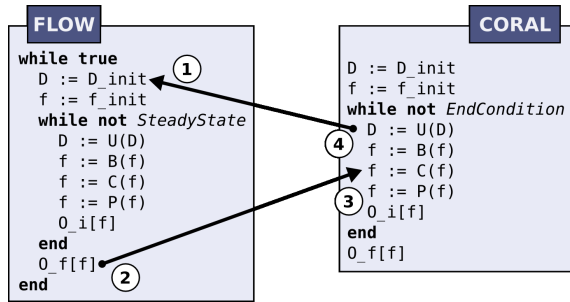 FLOW
while true
D := D_init
f := f_init
while not SteadyState
D := U(D)
f := B(f)
f := C(f)
f := P(f)
O_i[f]
end
O_f[f]
end
1
2
CORAL
D := D_init
f := f_init
while not EndCondition
D := U(D)
f := B(f)
f := C(f)
f := P(f)
O_i[f]
end
O_f[f]
4
3